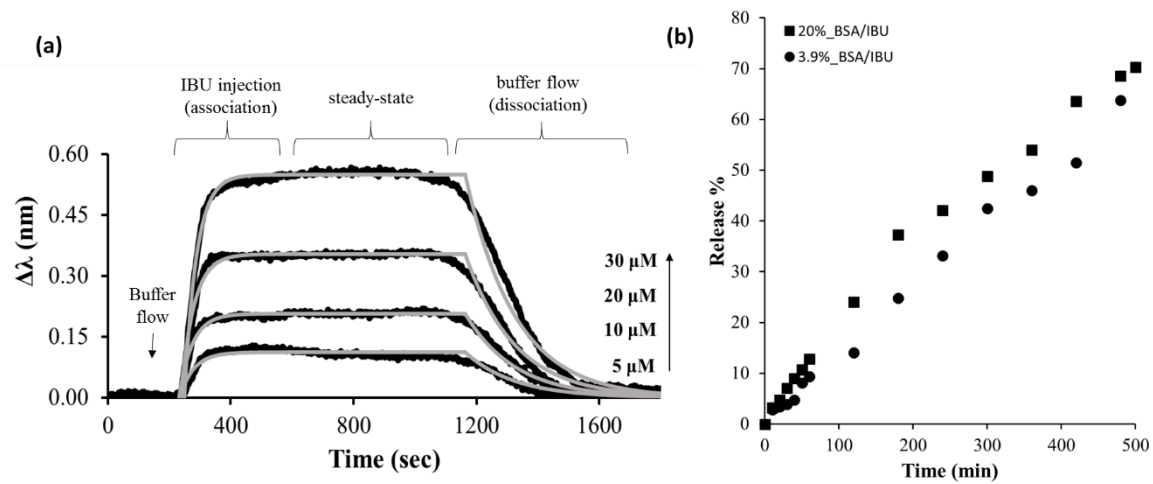 (a)
IBU injection
(association)
steady-state
buffer flow
(dissociation)
0.60
0.45
0.30
0.15
0.00
Δλ (nm)
Buffer
flow
30 µM
20 µM
10 µM
5 µM
0
400
800
1200
1600
Time (sec)
(b)
80
70
60
50
40
30
20
10
0
Release %
20%_BSA/IBU
3.9%_BSA/IBU
0
100
200
300
400
500
Time (min)